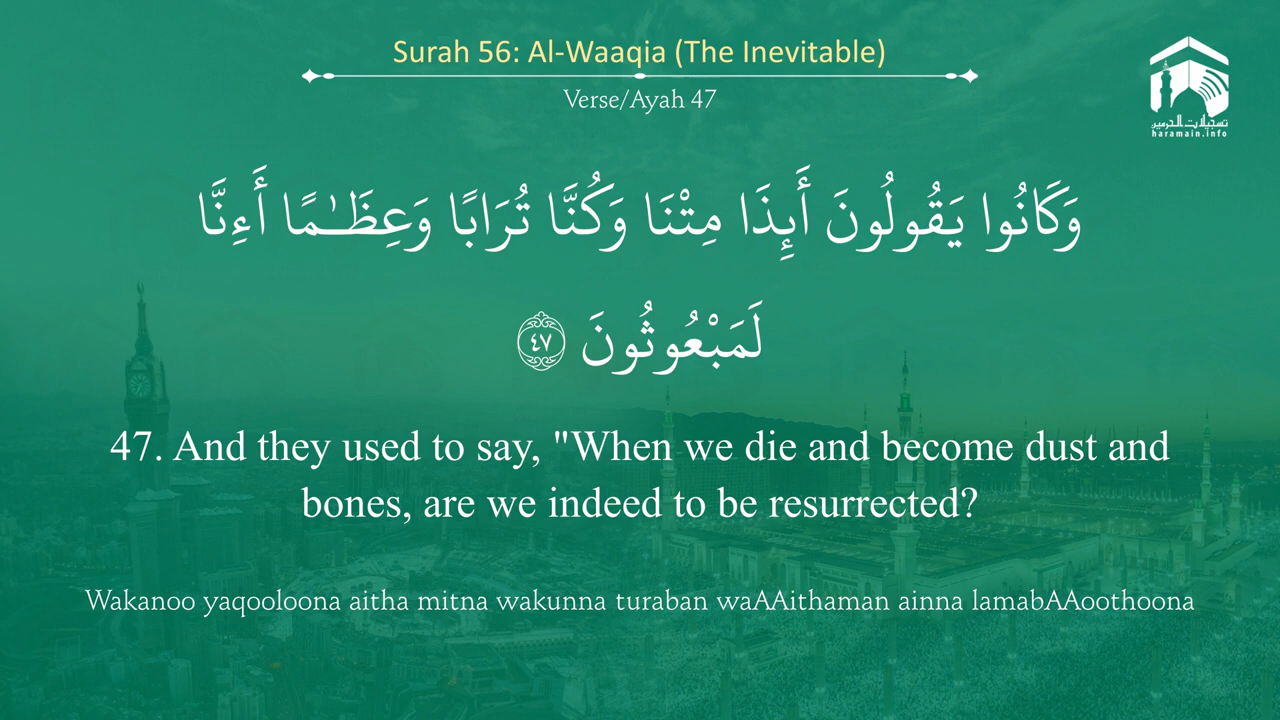 Surah 56: Al-Waaqia (The Inevitable)
Verse/Ayah 47
تسجيلات الحرمين
haramain.info
وَكَانُوا يَقُولُونَ أَىِٕذَا مِتْنَا وَكُنَّا تُرَابًا وَعِظَـٰمًا أَءِنَّا
لَمَبْعُوثُونَ ٤٧
47. And they used to say, "When we die and become dust and
bones, are we indeed to be resurrected?
Wakanoo yaqooloona aitha mitna wakunna turaban waAAithaman ainna lamabAAoothoona